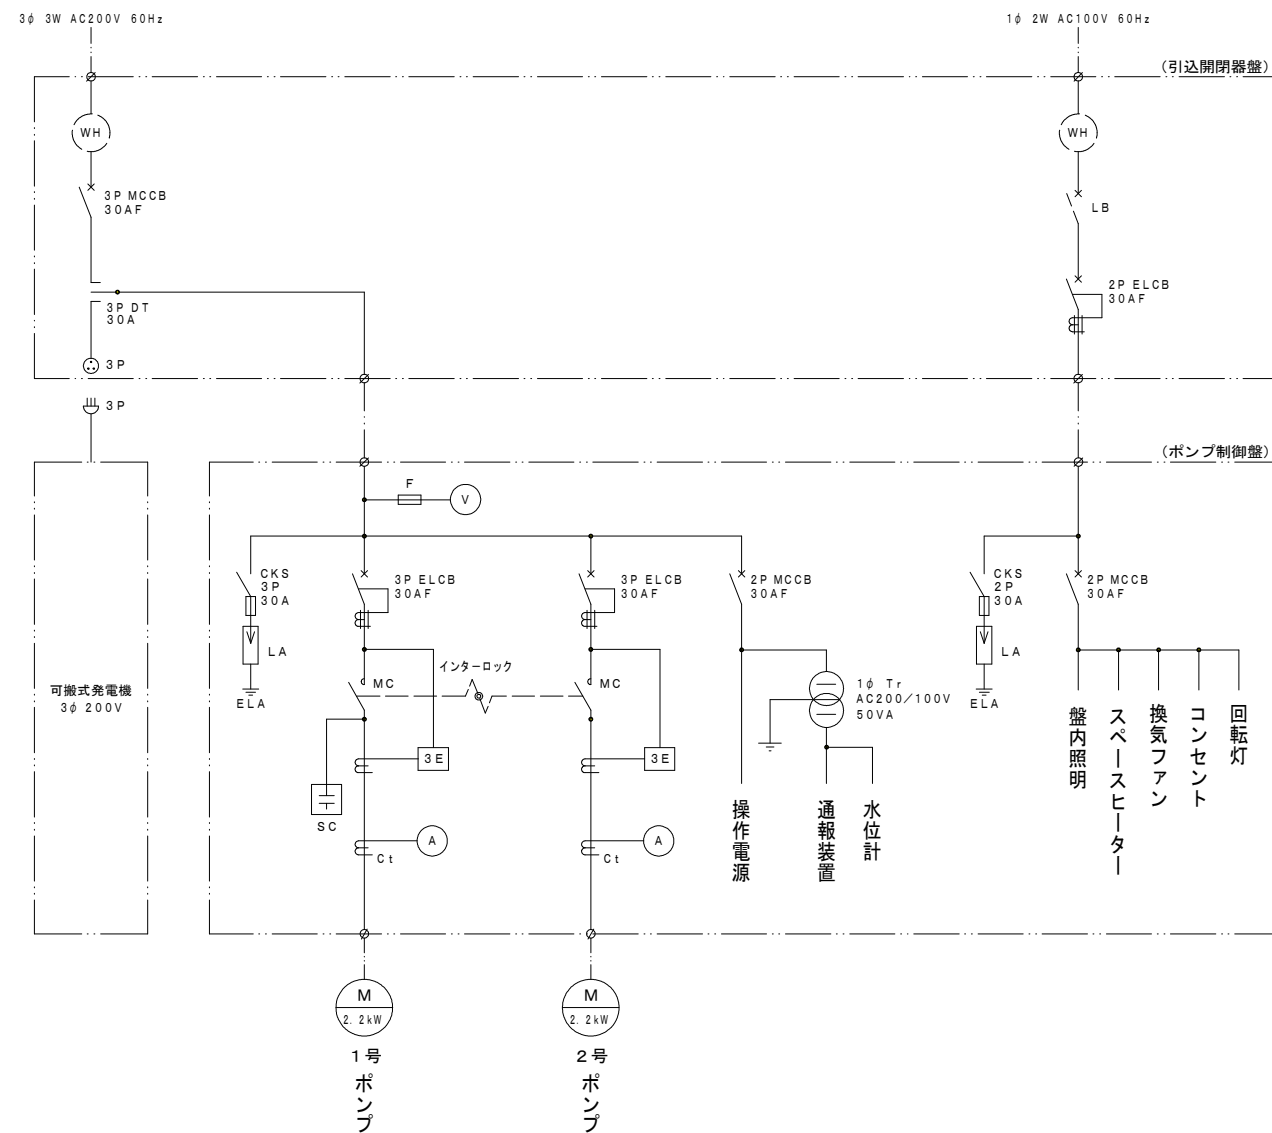 3φ 3W AC200V 60Hz
1φ 2W AC100V 60Hz
(引込開閉器盤)
WH
WH
3P MCCB
30AF
LB
2P ELCB
30AF
3P DT
30A
3P
3P
(ポンプ制御盤)
F
V
CKS
3P
30A
3P ELCB
30AF
3P ELCB
30AF
2P MCCB
30AF
CKS
2P
30A
2P MCCB
30AF
LA
LA
ELA
ELA
インターロック
MC
MC
可搬式発電機
3φ 200V
1φ Tr
AC200/100V
50VA
3E
3E
SC
A
A
Ct
Ct
操作電源
通報装置
水位計
盤内照明
スペースヒーター
換気ファン
コンセント
回転灯
M
2.2kW
M
2.2kW
1号
ポンプ
2号
ポンプ